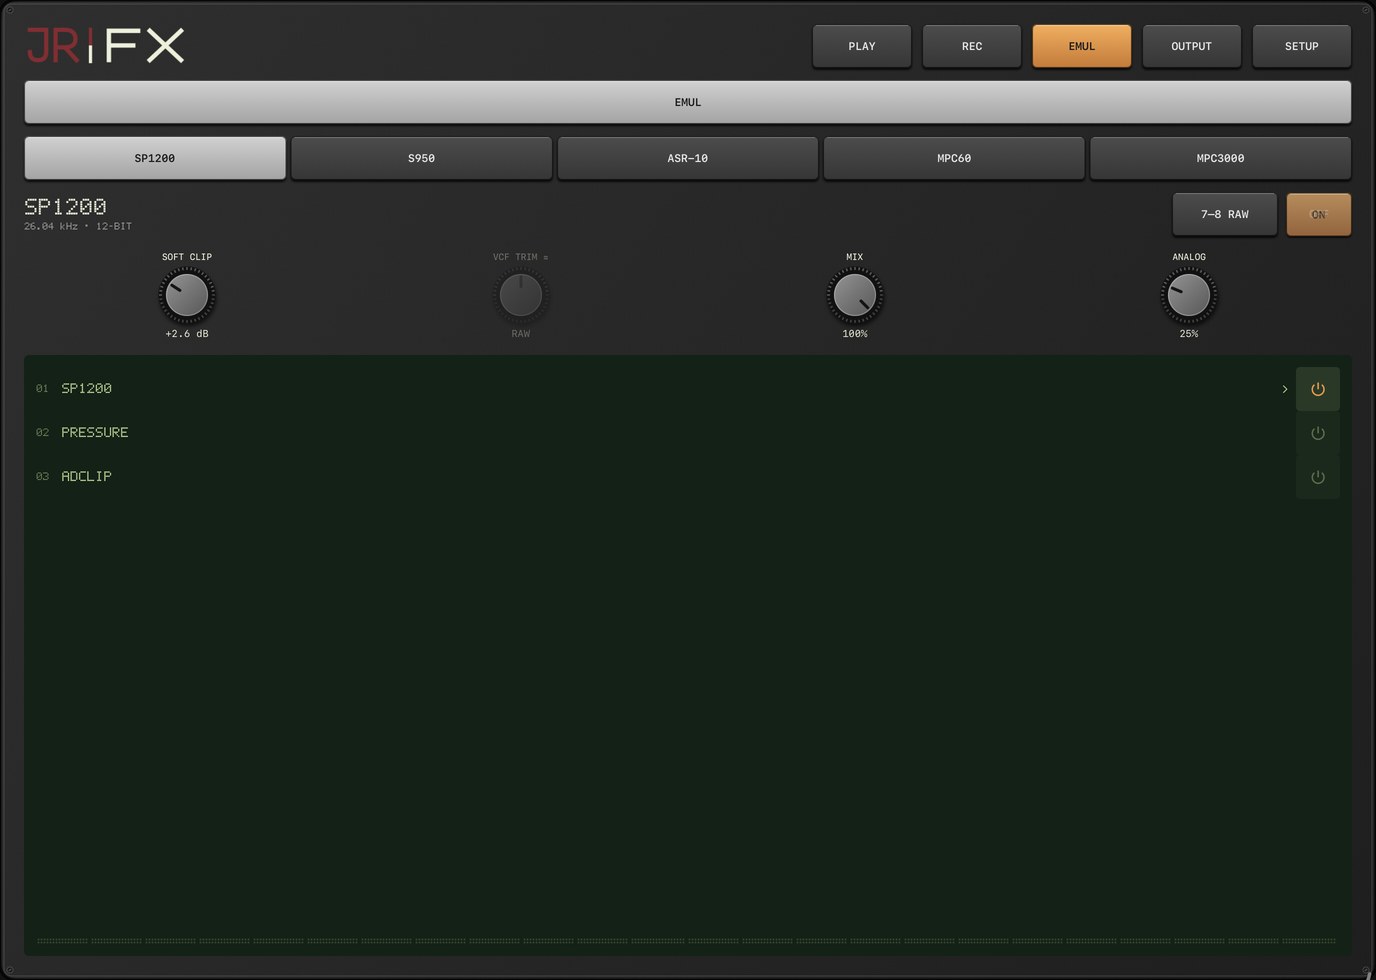 JRiFX
PLAY REC EMUL OUTPUT SETUP
EMUL
SP1200 S950 ASR-10 MPC60 MPC3000
SP1200
26.04 kHz • 12-BIT
7-8 RAW ON
SOFT CLIP VCF TRIM = MIX ANALOG
+2.6 dB RAW 100% 25%
01 SP1200 >
02 PRESSURE
03 ADCLIP